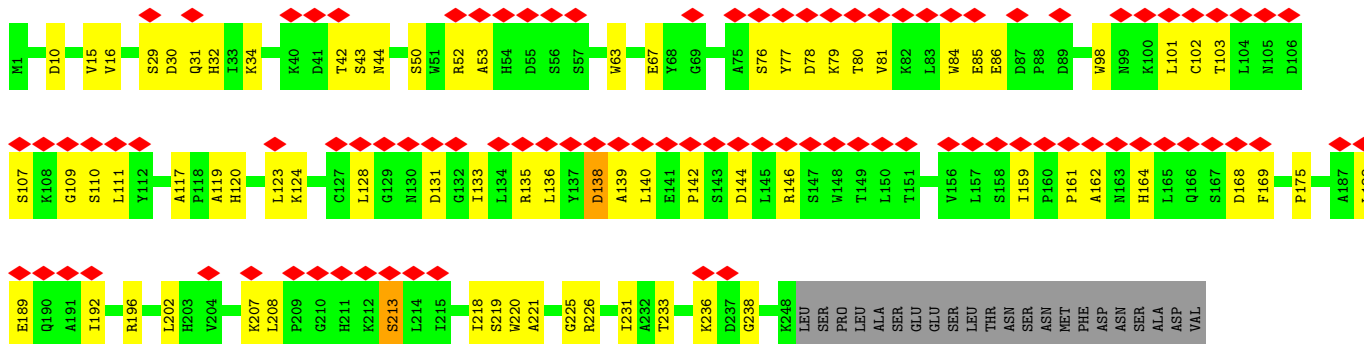 M1 D10 V15 V16 S29 D30 Q31 H32 I33 K34 K40 D41 T42 S43 N44 S50 W51 R52 A53 H54 D55 S56 S57 W63 E67 Y68 G69 A75 S76 Y77 D78 K79 T80 V81 K82 L83 W84 E85 E86 D87 P88 D89 W98 N99 K100 L101 C102 T103 L104 N105 D106
S107 K108 G109 S110 L111 Y112 A117 P118 A119 H120 L123 K124 C127 L128 G129 N130 D131 G132 I133 L134 R135 L136 Y137 D138 A139 L140 E141 P142 S143 D144 L145 R146 S147 W148 T149 L150 T151 V156 L157 S158 I159 P160 P161 A162 N163 H164 L165 Q166 S167 D168 F169 P175 A187
E189 Q190 A191 I192 R196 L202 H203 V204 K207 L208 P209 G210 H211 K212 S213 L214 I215 I218 S219 W220 A221 G225 R226 I231 A232 T233 K236 D237 G238 K248 LEU SER PRO LEU ALA SER GLU GLU SER LEU THR ASN SER ASN MET PHE ASP ASN SER ALA ASP VAL